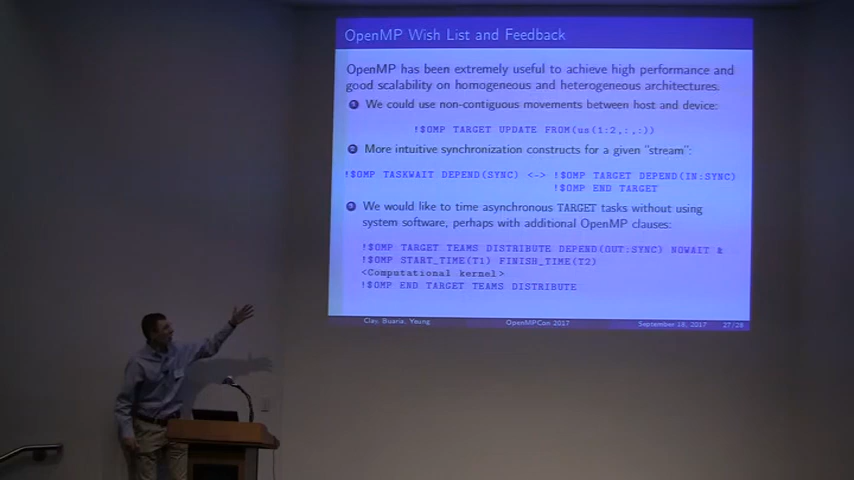 OpenMP Wish List and Feedback
OpenMP has been extremely useful to achieve high performance and
good scalability on homogeneous and heterogeneous architectures.
1 We could use non-contiguous movements between host and device:
!$OMP TARGET UPDATE FROM(us(1:2,:,:))
2 More intuitive synchronization constructs for a given "stream":
!$OMP TASKWAIT DEPEND(SYNC) <-> !$OMP TARGET DEPEND(IN:SYNC)
!$OMP END TARGET
3 We would like to time asynchronous TARGET tasks without using
system software, perhaps with additional OpenMP clauses:
!$OMP TARGET TEAMS DISTRIBUTE DEPEND(OUT:SYNC) NOWAIT &
!$OMP START_TIME(T1) FINISH_TIME(T2)
<Computational kernel>
!$OMP END TARGET TEAMS DISTRIBUTE
Clay, Buaria, Yeung OpenMPCon 2017 September 18, 2017 27/28